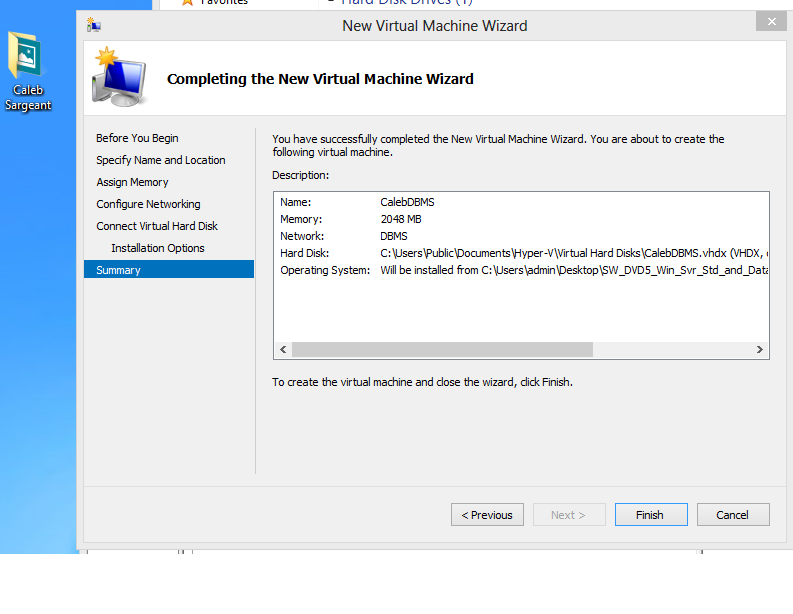 Favorites
Hard Disk Drives (1)
New Virtual Machine Wizard
Caleb
Sargeant
Completing the New Virtual Machine Wizard
Before You Begin
Specify Name and Location
Assign Memory
Configure Networking
Connect Virtual Hard Disk
Installation Options
Summary
You have successfully completed the New Virtual Machine Wizard. You are about to create the
following virtual machine.
Description:
Name: CalebDBMS
Memory: 2048 MB
Network: DBMS
Hard Disk: C:\Users\Public\Documents\Hyper-V\Virtual Hard Disks\CalebDBMS.vhdx (VHDX,
Operating System: Will be installed from C:\Users\admin\Desktop\SW_DVD5_Win_Svr_Std_and_Data
To create the virtual machine and close the wizard, click Finish.
< Previous
Next >
Finish
Cancel